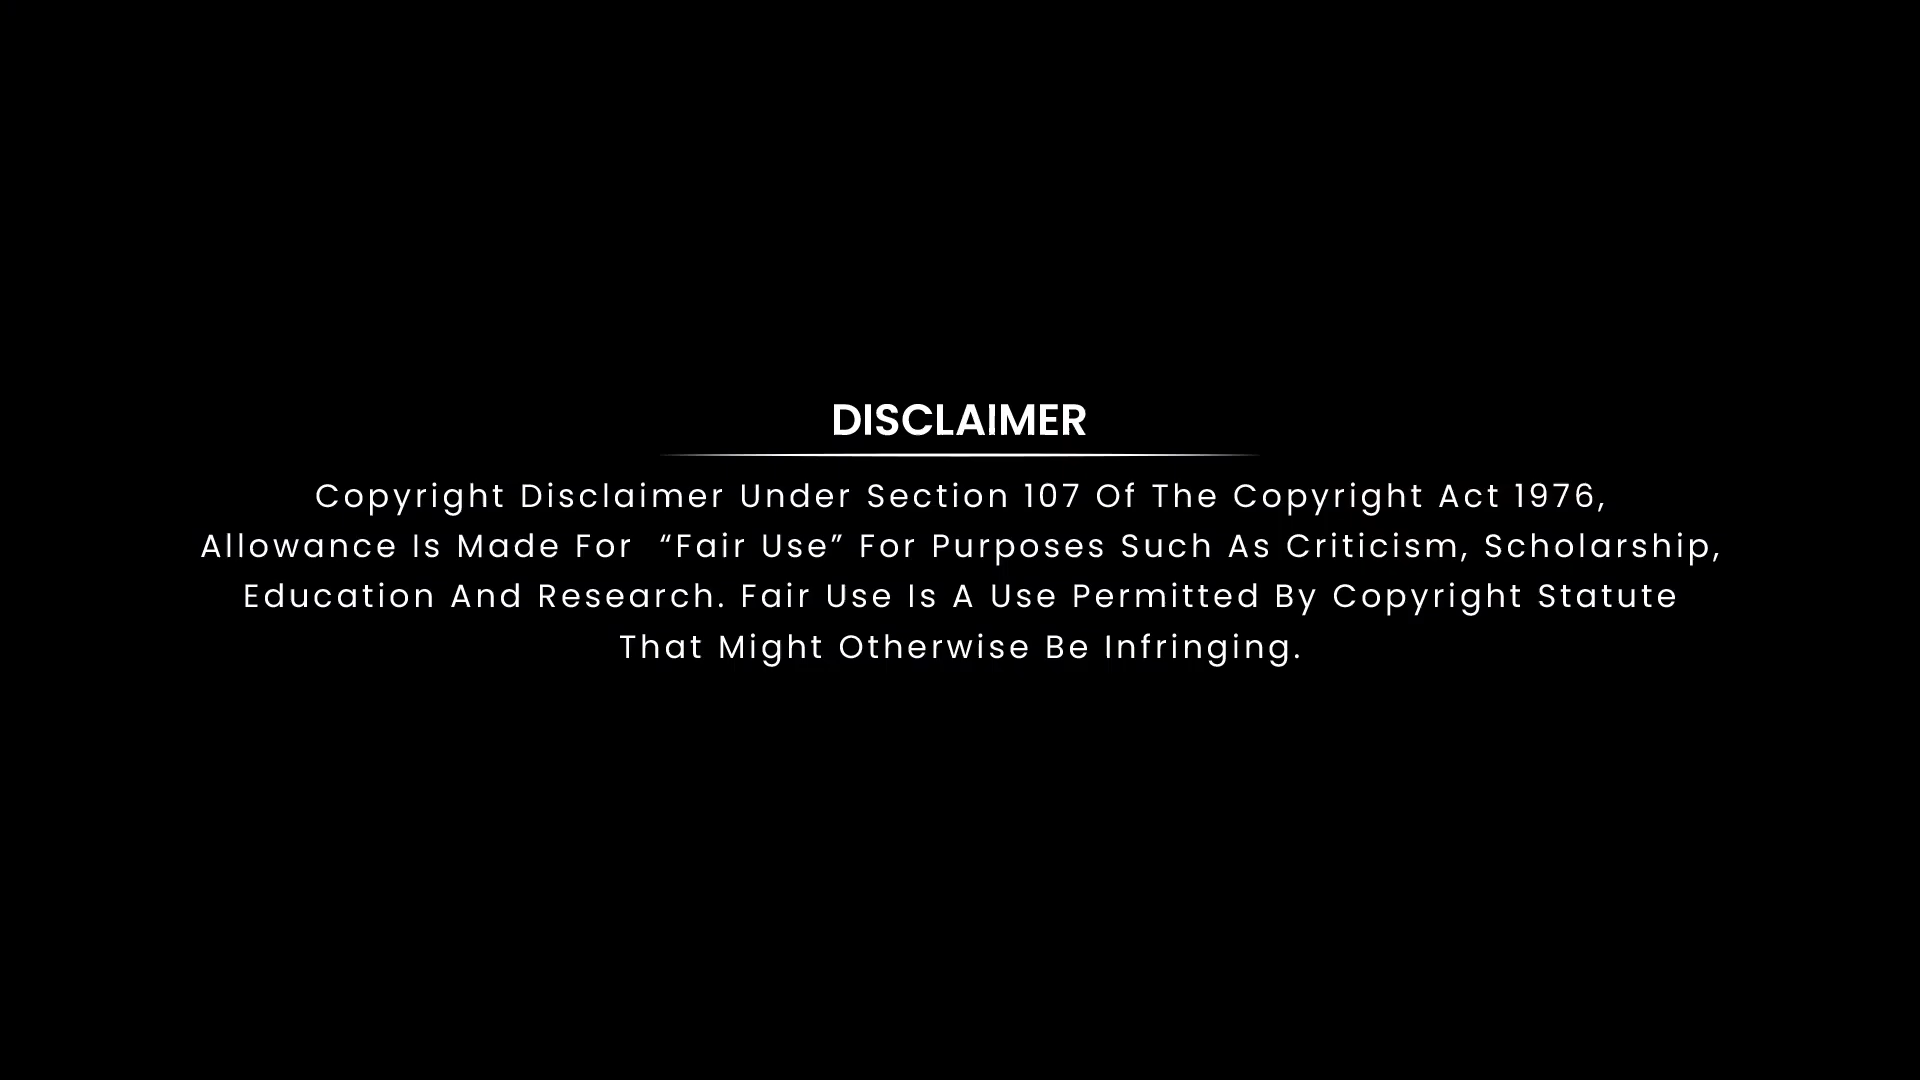 DISCLAIMER
Copyright Disclaimer Under Section 107 Of The Copyright Act 1976,
Allowance Is Made For  “Fair Use” For Purposes Such As Criticism, Scholarship,
Education And Research. Fair Use Is A Use Permitted By Copyright Statute
That Might Otherwise Be Infringing.